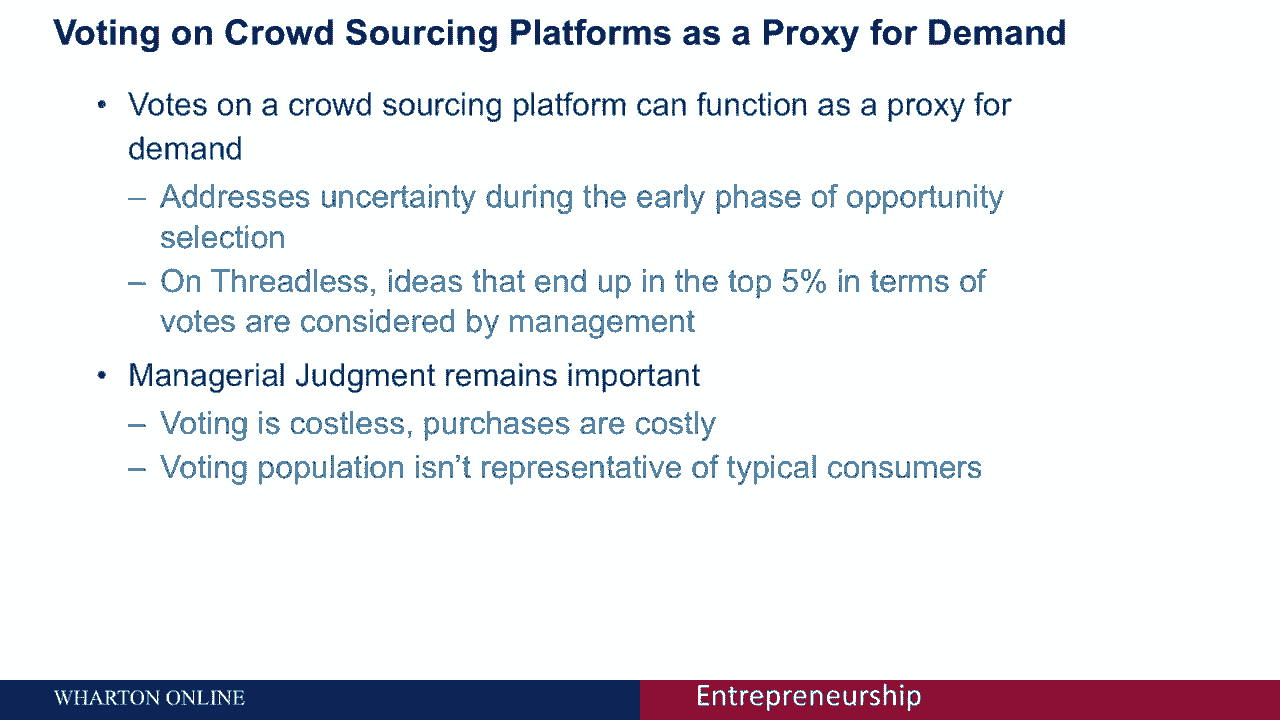 Voting on Crowd Sourcing Platforms as a Proxy for Demand
• Votes on a crowd sourcing platform can function as a proxy for
demand
– Addresses uncertainty during the early phase of opportunity
selection
– On Threadless, ideas that end up in the top 5% in terms of
votes are considered by management
• Managerial Judgment remains important
– Voting is costless, purchases are costly
– Voting population isn’t representative of typical consumers
WHARTON ONLINE
Entrepreneurship